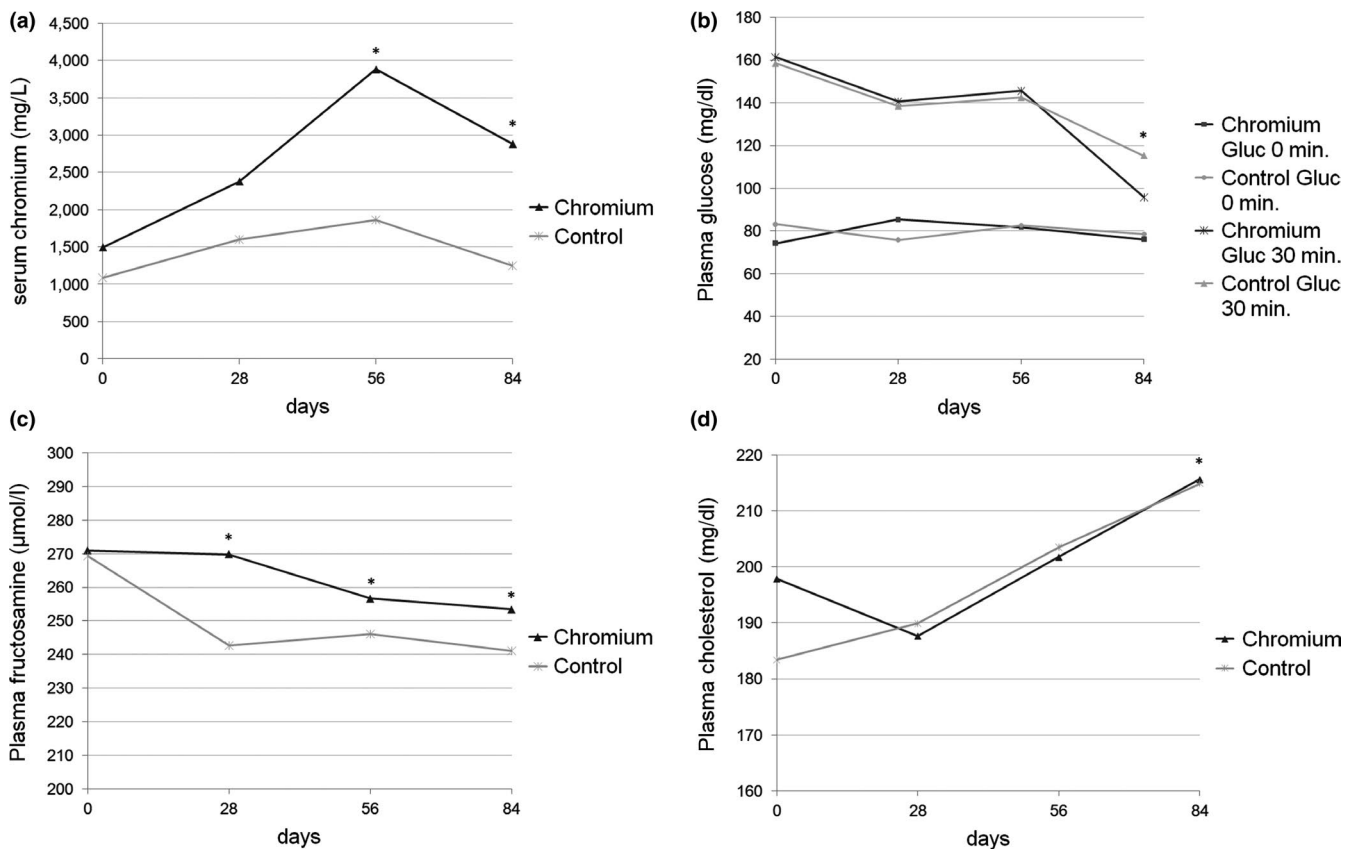 (a)
4,500
4,000
3,500
3,000
2,500
2,000
1,500
1,000
500
0
serum chromium (mg/L)
*
*
Chromium
Control
0 28 56 84
days
(b)
180
160
140
120
100
80
60
40
20
Plasma glucose (mg/dl)
*
Chromium
Gluc 0 min.
Control Gluc
0 min.
Chromium
Gluc 30 min.
Control Gluc
30 min.
0 28 56 84
days
(c)
300
290
280
270
260
250
240
230
220
210
200
Plasma fructosamine (µmol/l)
*
*
*
Chromium
Control
0 28 56 84
days
(d)
220
210
200
190
180
170
160
Plasma cholesterol (mg/dl)
*
Chromium
Control
0 28 56 84
days